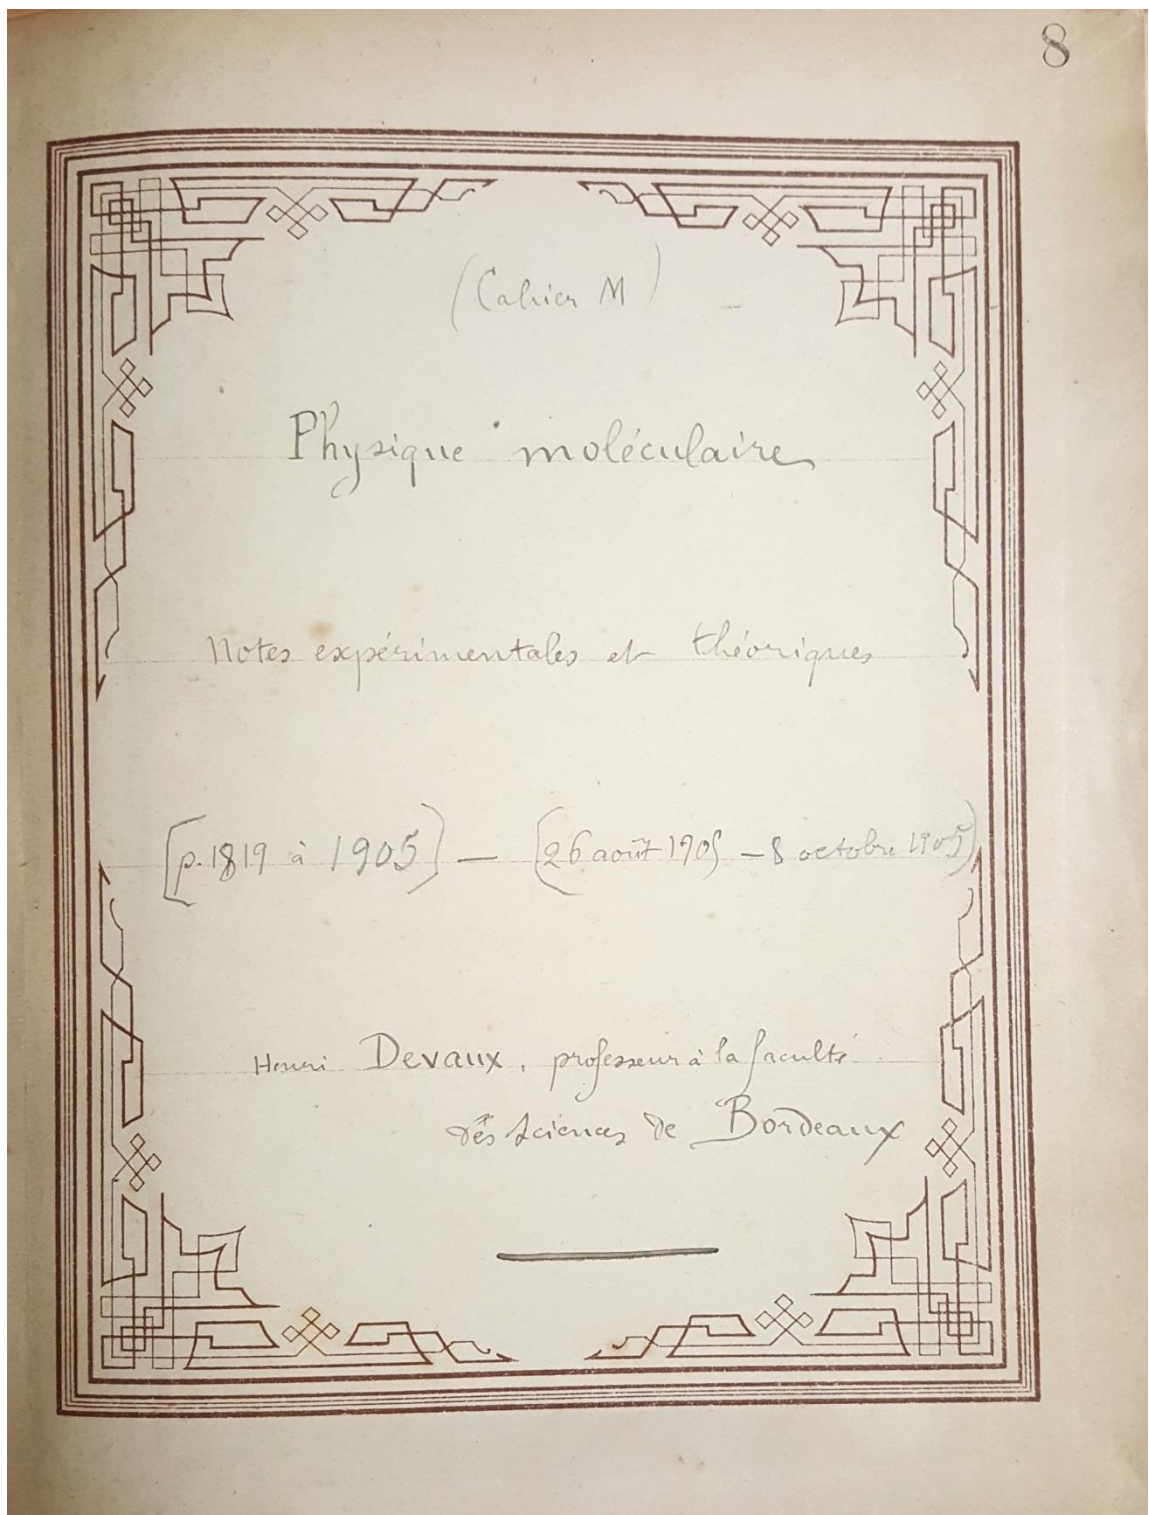 8
(Cahier M)
Physique moléculaire
Notes expérimentales et théoriques
[p. 1819 à 1905] — [26 août 1905 — 8 octobre 1905]
Henri Devaux, professeur à la faculté
des sciences de Bordeaux